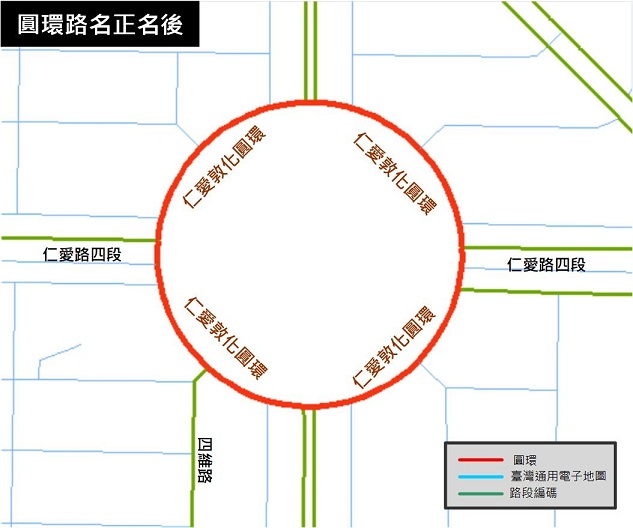 圓環路名正名後
仁愛敦化圓環
仁愛敦化圓環
仁愛路四段
仁愛路四段
仁愛敦化圓環
仁愛敦化圓環
四維路
圓環
臺灣通用電子地圖
路段編碼